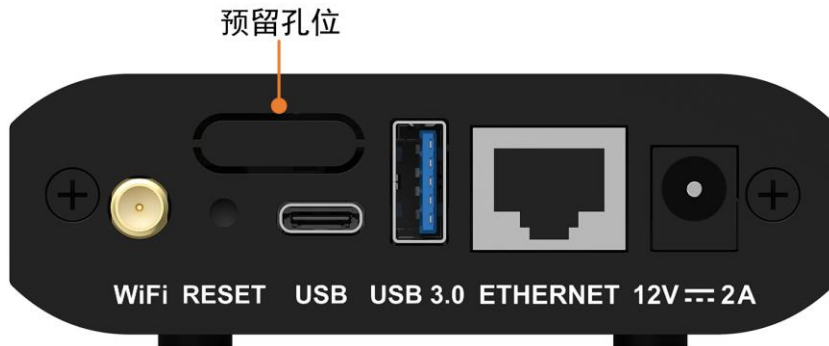 预留孔位
WiFi RESET USB USB 3.0 ETHERNET 12V⎓2A